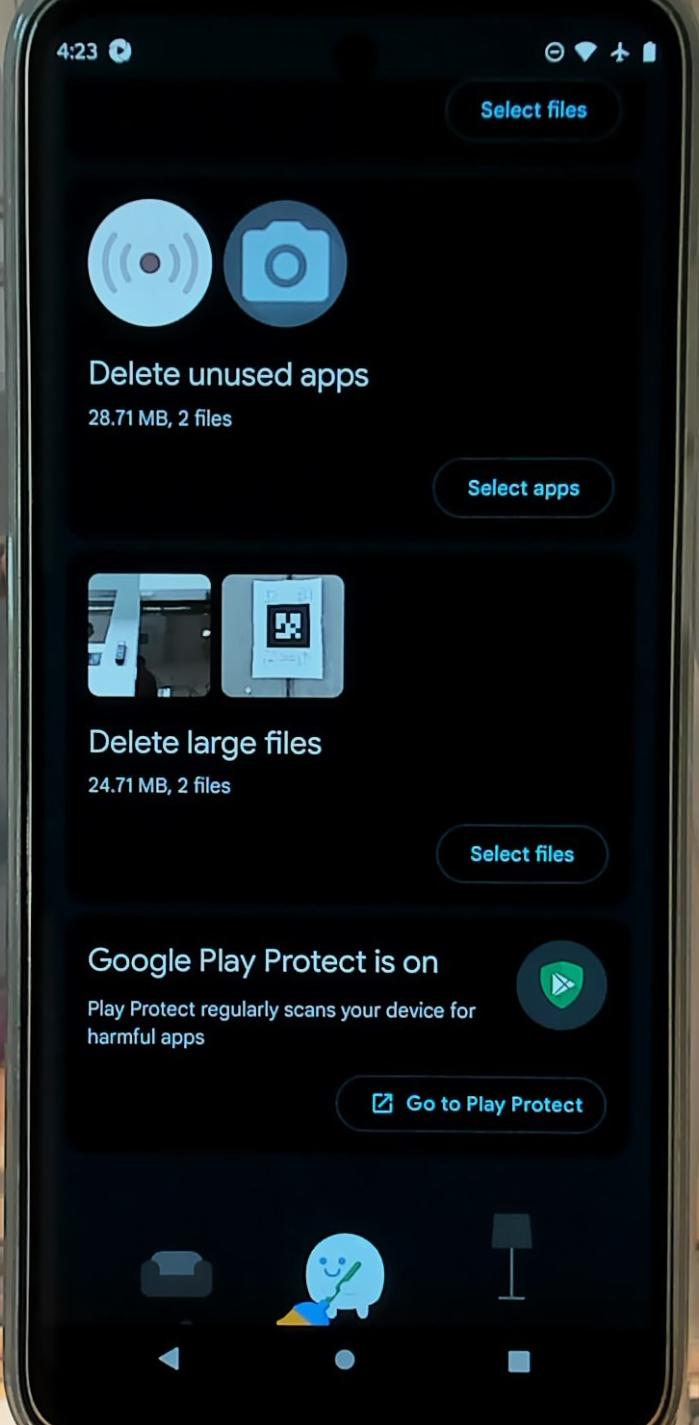 4:23
Select files
Delete unused apps
28.71 MB, 2 files
Select apps
Delete large files
24.71 MB, 2 files
Select files
Google Play Protect is on
Play Protect regularly scans your device for
harmful apps
Go to Play Protect